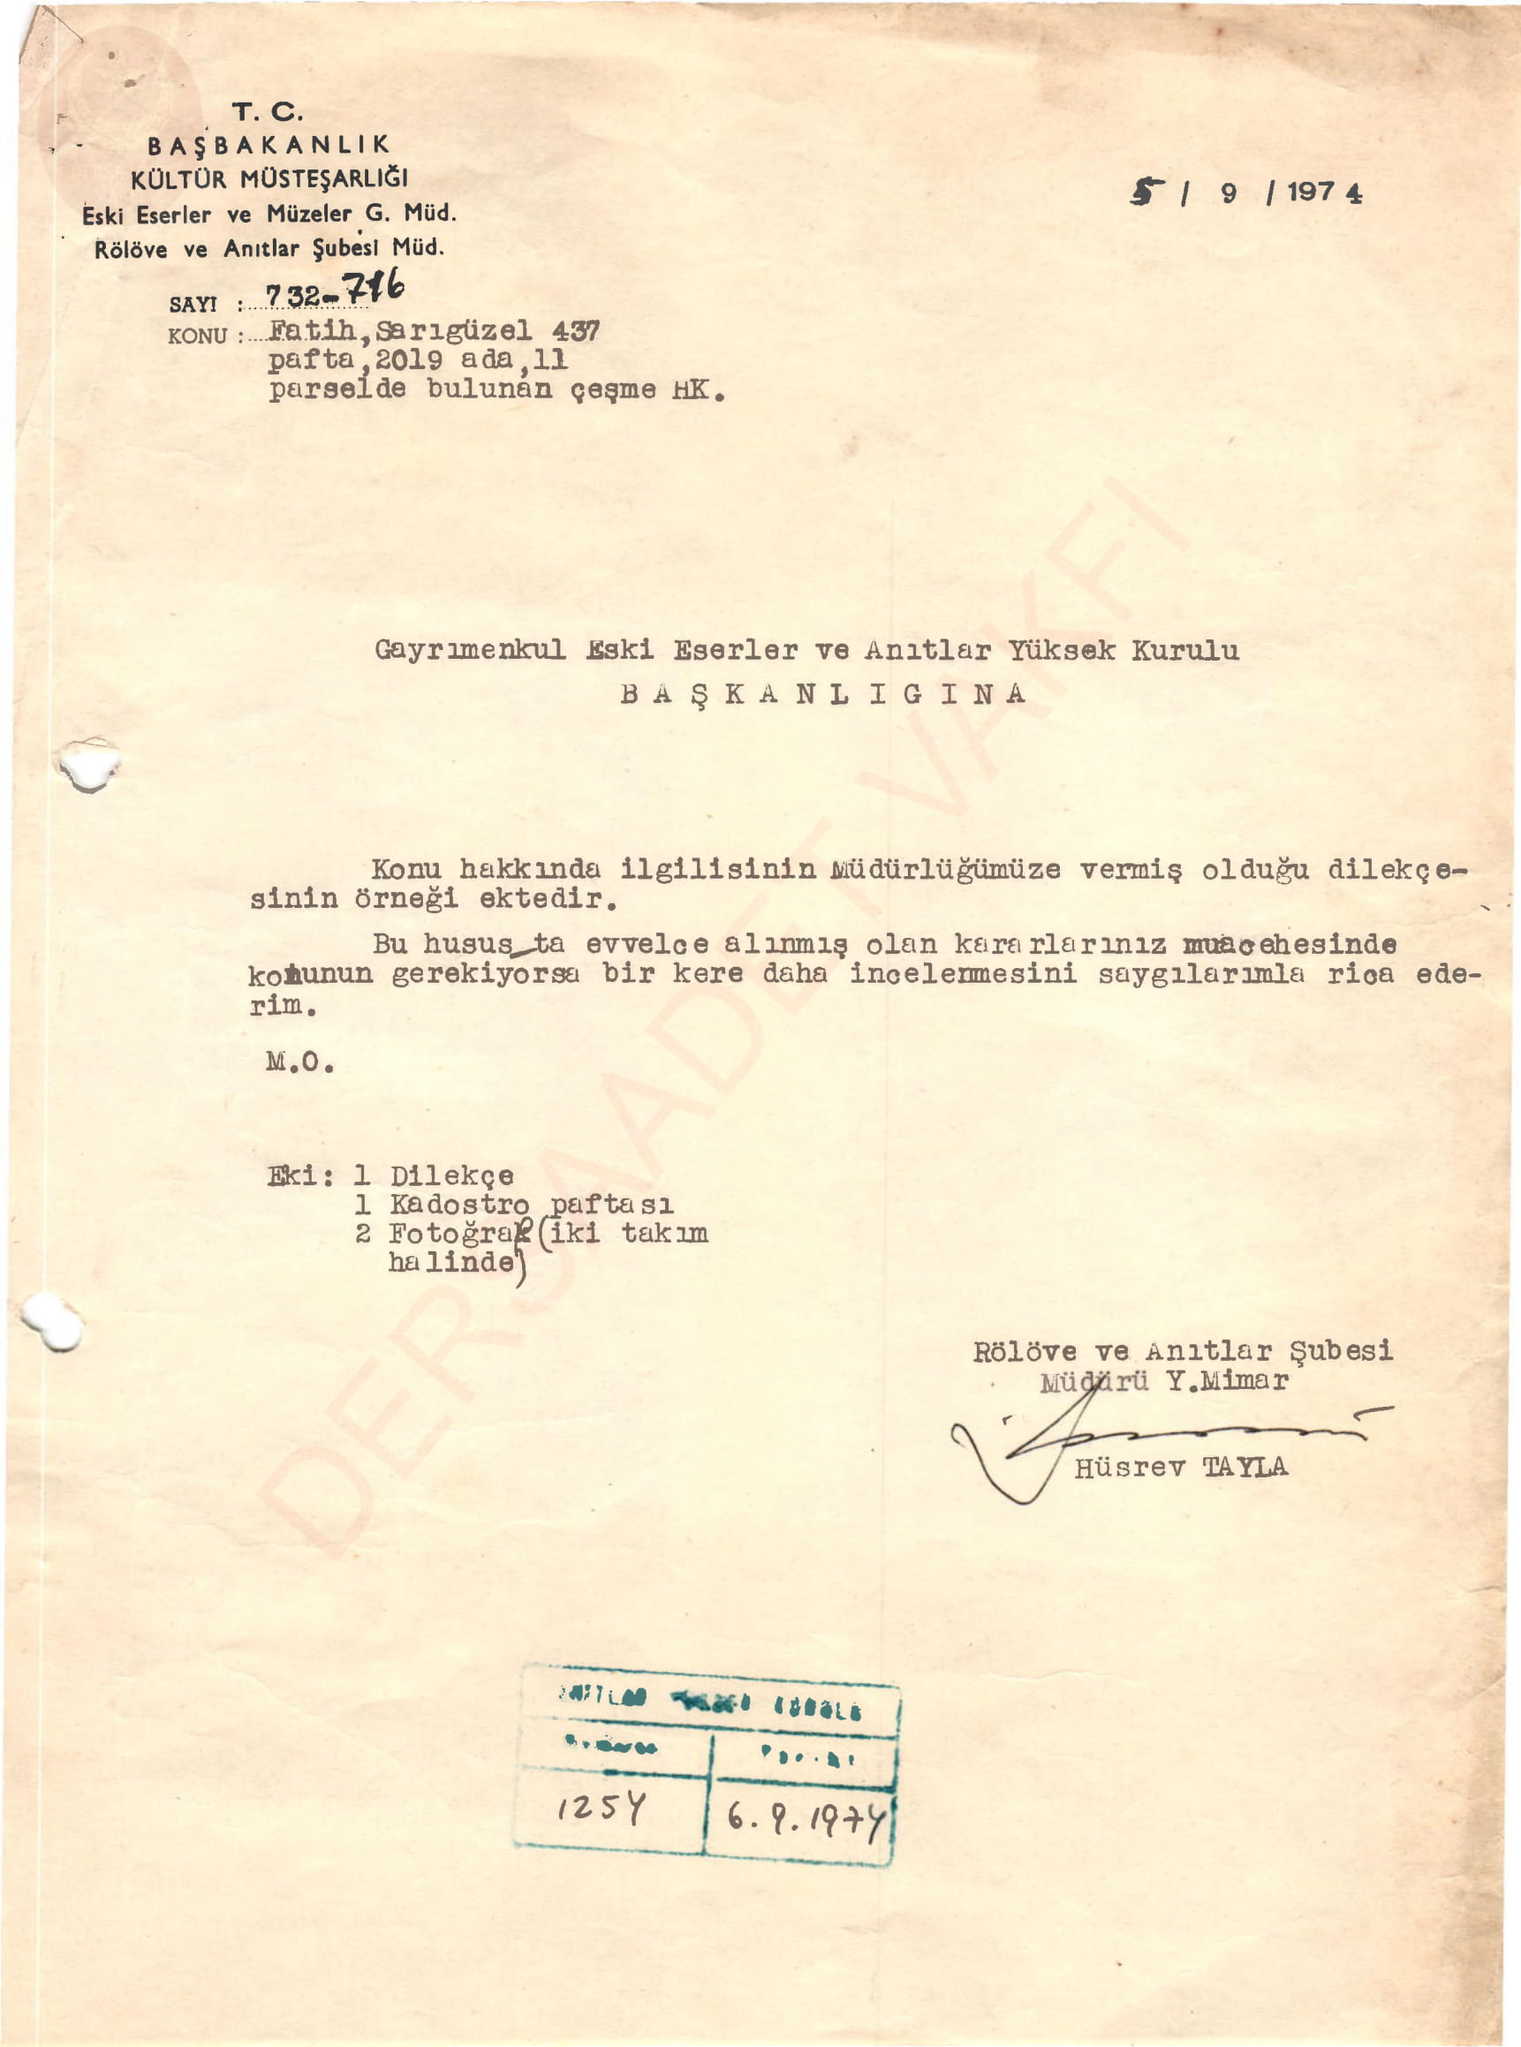 T. C.
BAŞBAKANLIK
KÜLTÜR MÜSTEŞARLIĞI
Eski Eserler ve Müzeler G. Müd.
Rölöve ve Anıtlar Şubesi Müd.
5 / 9 / 1974
SAYI : 732-716
KONU : Fatih,Sarıgüzel 437
pafta,2019 ada,11
parselde bulunan çeşme HK.
Gayrımenkul Eski Eserler ve Anıtlar Yüksek Kurulu
B A Ş K A N L I G I N A
Konu hakkında ilgilisinin Müdürlüğümüze vermiş olduğu dilekçe-
sinin örneği ektedir.
Bu husus ta evvelce alınmış olan kararlarınız muacehesinde
konunun gerekiyorsa bir kere daha incelenmesini saygılarımla rica ede-
rim.
M.O.
Eki: 1 Dilekçe
1 Kadostro paftası
2 Fotoğraf(iki takım
halinde)
Rölöve ve Anıtlar Şubesi
Müdürü Y.Mimar
Hüsrev TAYLA
1254
6.9.1974
DERSAADET VAKFI